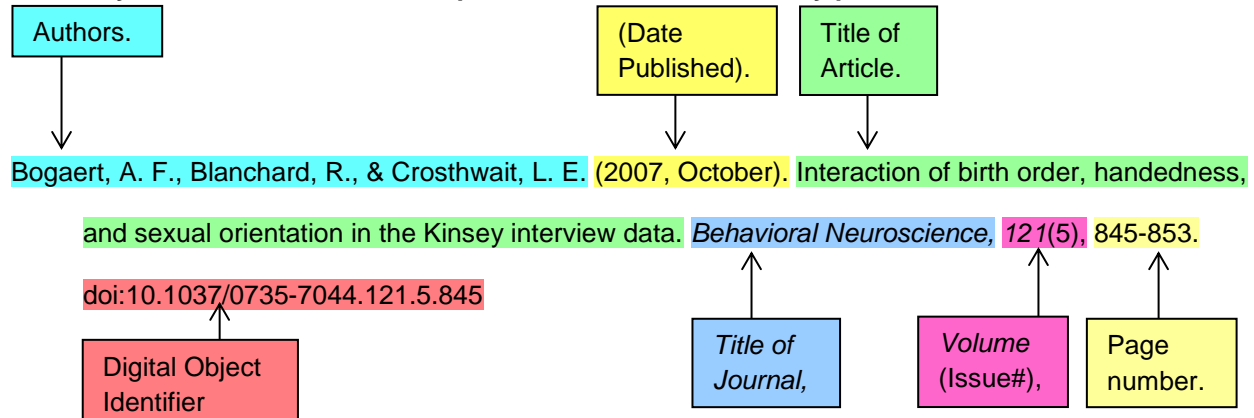 Authors.
(Date
Published).
Title of
Article.
Bogaert, A. F., Blanchard, R., & Crosthwait, L. E. (2007, October). Interaction of birth order, handedness,
and sexual orientation in the Kinsey interview data. Behavioral Neuroscience, 121(5), 845-853.
doi:10.1037/0735-7044.121.5.845
Digital Object
Identifier
Title of
Journal,
Volume
(Issue#),
Page
number.